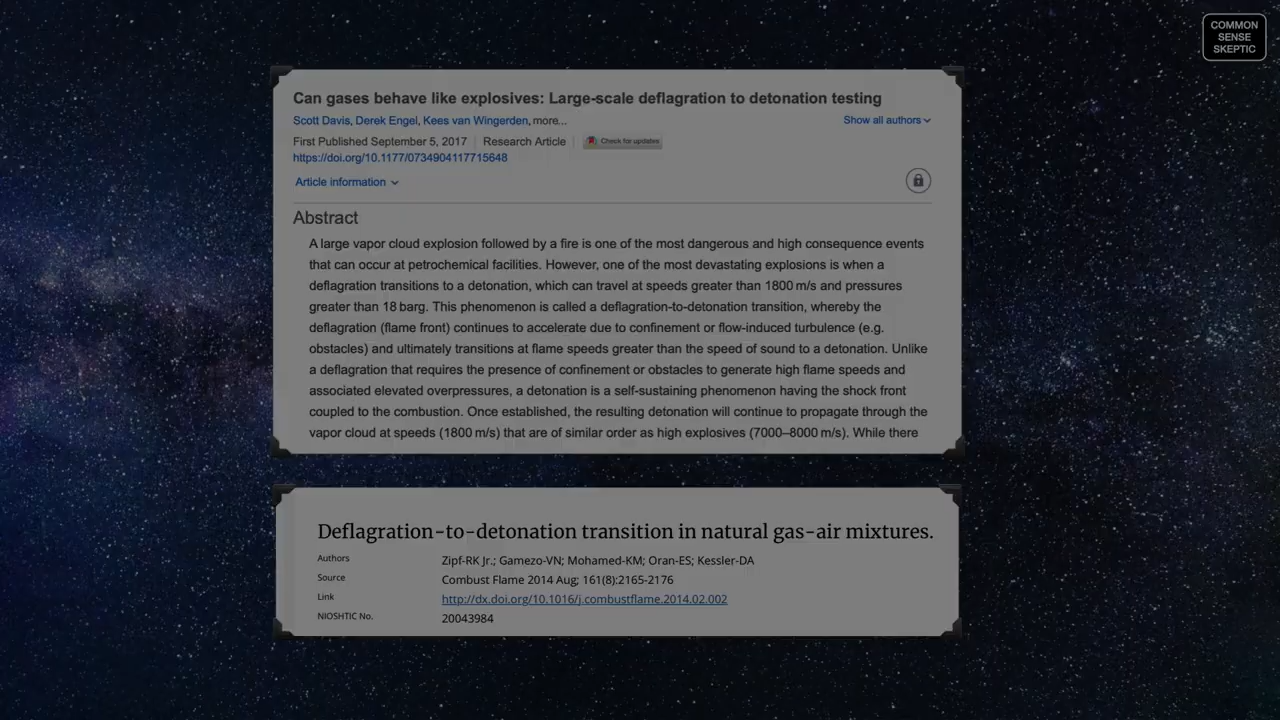 COMMON
SENSE
SKEPTIC
Can gases behave like explosives: Large-scale deflagration to detonation testing
Scott Davis, Derek Engel, Kees van Wingerden, more...
Show all authors
First Published September 5, 2017 | Research Article | Check for updates
https://doi.org/10.1177/0734904117715648
Article information
Abstract
A large vapor cloud explosion followed by a fire is one of the most dangerous and high consequence events
that can occur at petrochemical facilities. However, one of the most devastating explosions is when a
deflagration transitions to a detonation, which can travel at speeds greater than 1800 m/s and pressures
greater than 18 barg. This phenomenon is called a deflagration-to-detonation transition, whereby the
deflagration (flame front) continues to accelerate due to confinement or flow-induced turbulence (e.g.
obstacles) and ultimately transitions at flame speeds greater than the speed of sound to a detonation. Unlike
a deflagration that requires the presence of confinement or obstacles to generate high flame speeds and
associated elevated overpressures, a detonation is a self-sustaining phenomenon having the shock front
coupled to the combustion. Once established, the resulting detonation will continue to propagate through the
vapor cloud at speeds (1800 m/s) that are of similar order as high explosives (7000–8000 m/s). While there
Deflagration-to-detonation transition in natural gas-air mixtures.
Authors Zipf-RK Jr.; Gamezo-VN; Mohamed-KM; Oran-ES; Kessler-DA
Source Combust Flame 2014 Aug; 161(8):2165-2176
Link http://dx.doi.org/10.1016/j.combustflame.2014.02.002
NIOSHTIC No. 20043984